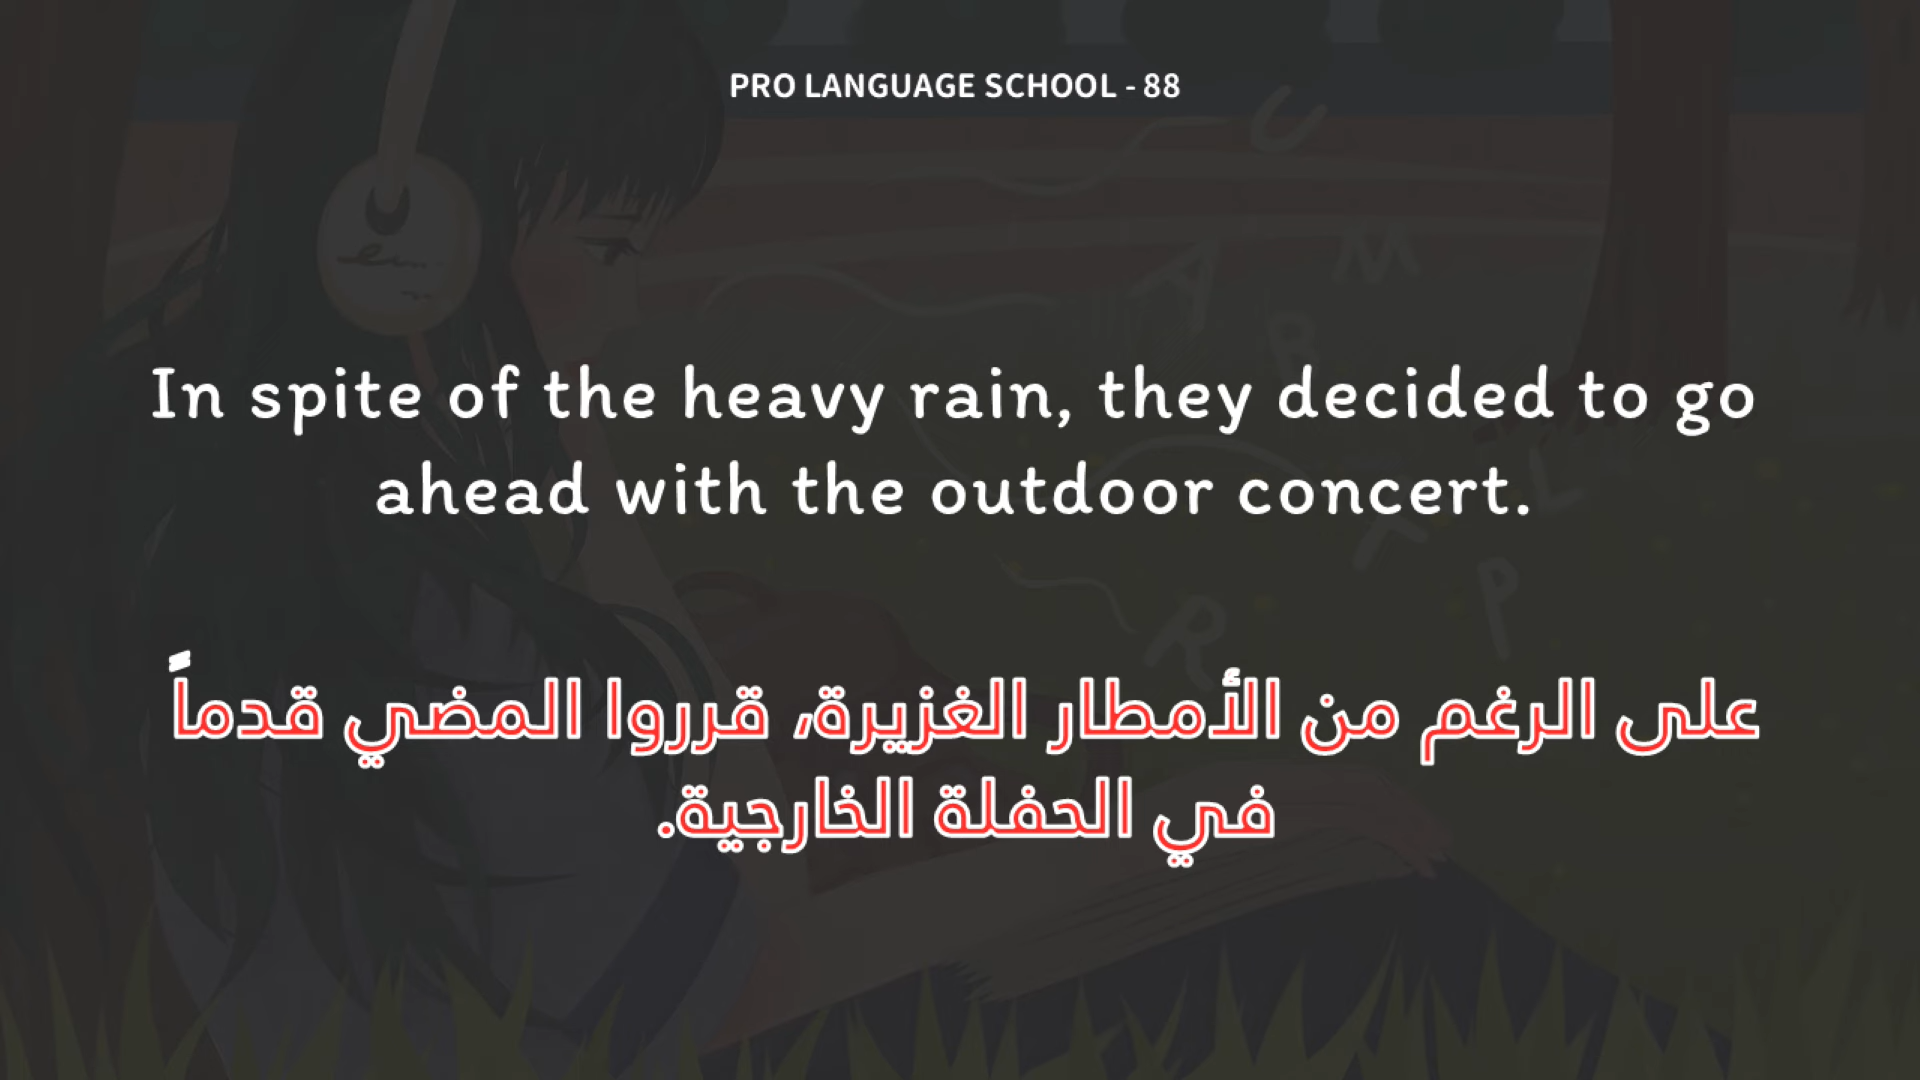 PRO LANGUAGE SCHOOL - 88
In spite of the heavy rain, they decided to go
ahead with the outdoor concert.
على الرغم من الأمطار الغزيرة، قرروا المضي قدماً
في الحفلة الخارجية.
U
A M
B
L
T
P
R